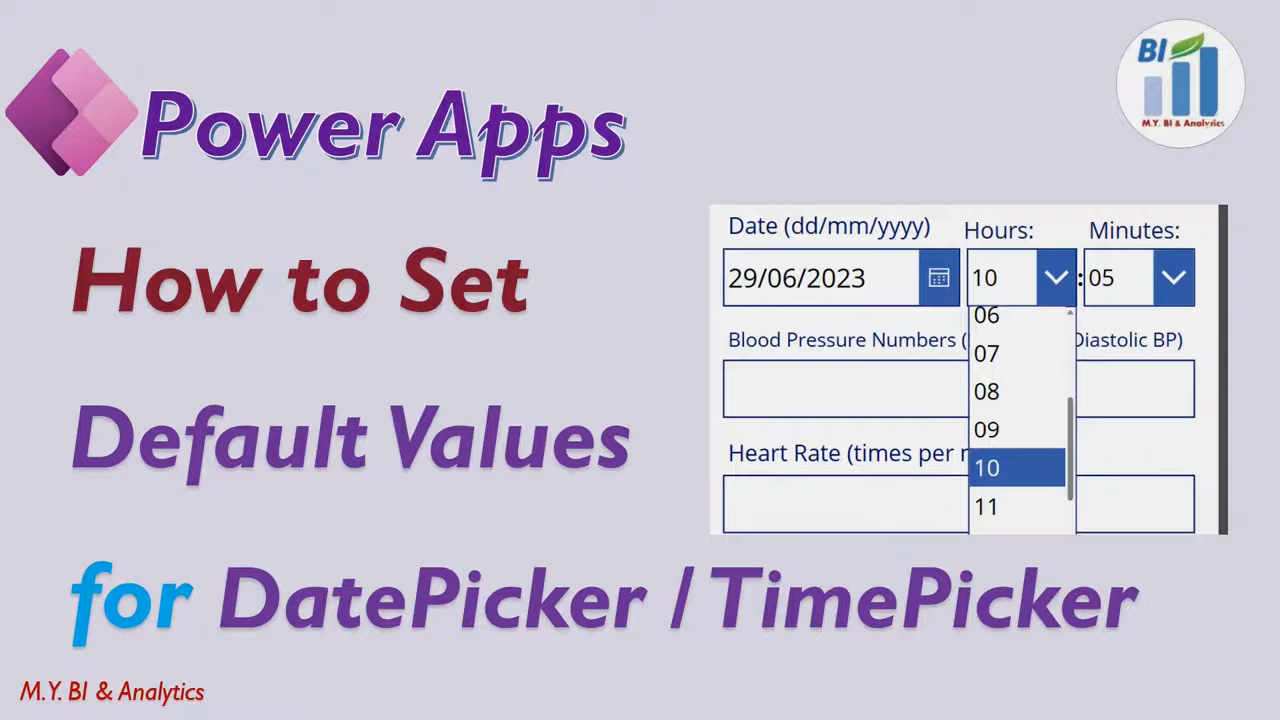 BI
M.Y. BI & Analytics
Power Apps
How to Set
Default Values
for DatePicker / TimePicker
Date (dd/mm/yyyy) Hours: Minutes:
29/06/2023 10 : 05
06
Blood Pressure Numbers ( Diastolic BP)
07
08
09
Heart Rate (times per
10
11
M.Y. BI & Analytics